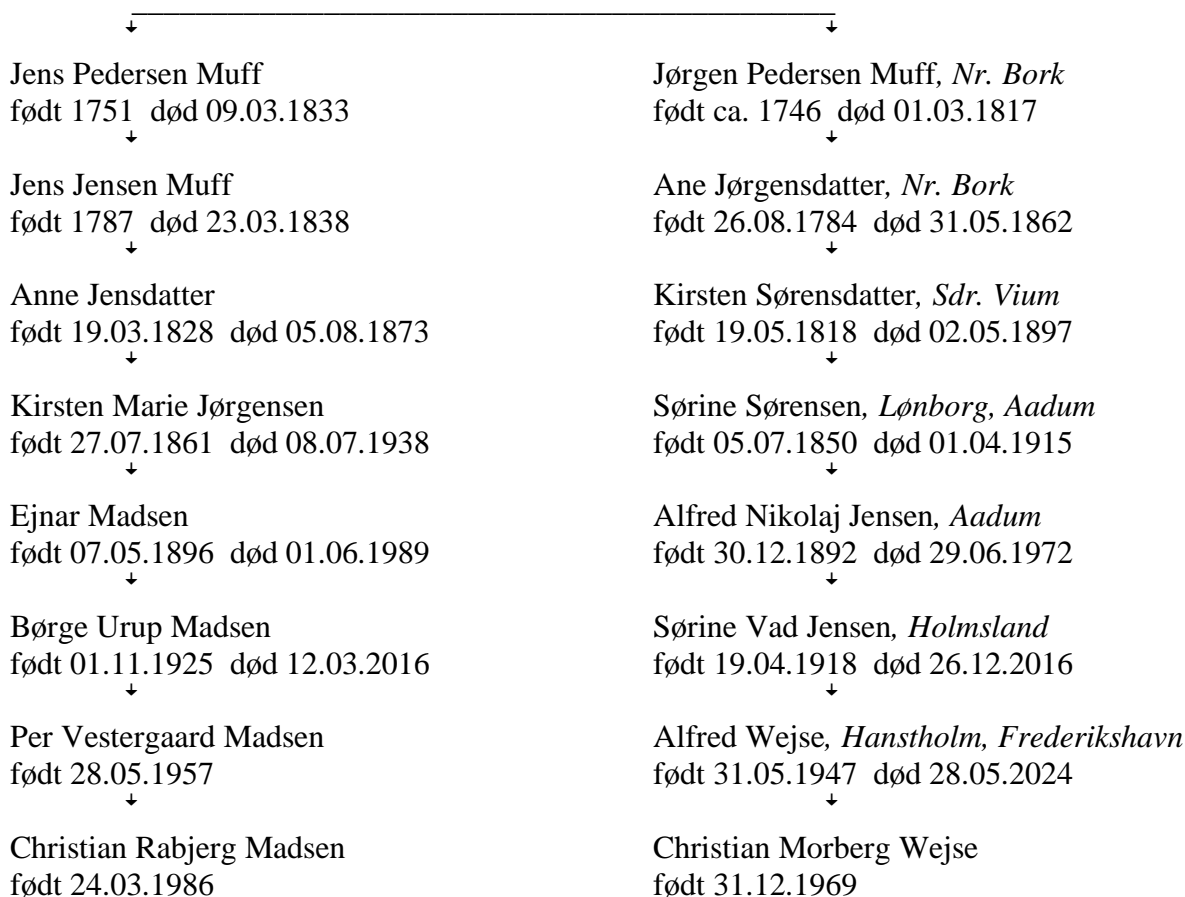 Jens Pedersen Muff
født 1751 død 09.03.1833
Jens Jensen Muff
født 1787 død 23.03.1838
Anne Jensdatter
født 19.03.1828 død 05.08.1873
Kirsten Marie Jørgensen
født 27.07.1861 død 08.07.1938
Ejnar Madsen
født 07.05.1896 død 01.06.1989
Børge Urup Madsen
født 01.11.1925 død 12.03.2016
Per Vestergaard Madsen
født 28.05.1957
Christian Rabjerg Madsen
født 24.03.1986
Jørgen Pedersen Muff, Nr. Bork
født ca. 1746 død 01.03.1817
Ane Jørgensdatter, Nr. Bork
født 26.08.1784 død 31.05.1862
Kirsten Sørensdatter, Sdr. Vium
født 19.05.1818 død 02.05.1897
Sørine Sørensen, Lønborg, Aadum
født 05.07.1850 død 01.04.1915
Alfred Nikolaj Jensen, Aadum
født 30.12.1892 død 29.06.1972
Sørine Vad Jensen, Holmsland
født 19.04.1918 død 26.12.2016
Alfred Wejse, Hanstholm, Frederikshavn
født 31.05.1947 død 28.05.2024
Christian Morberg Wejse
født 31.12.1969